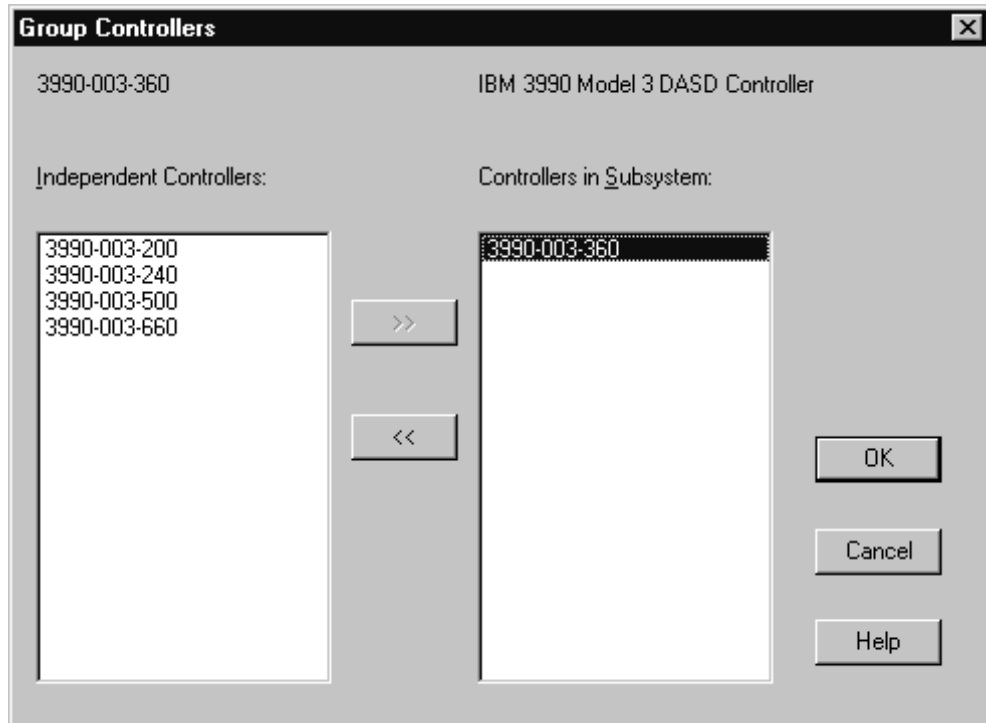 Group Controllers
3990-003-360
IBM 3990 Model 3 DASD Controller
Independent Controllers:
Controllers in Subsystem:
3990-003-200
3990-003-240
3990-003-500
3990-003-660
3990-003-360
>>
<<
OK
Cancel
Help